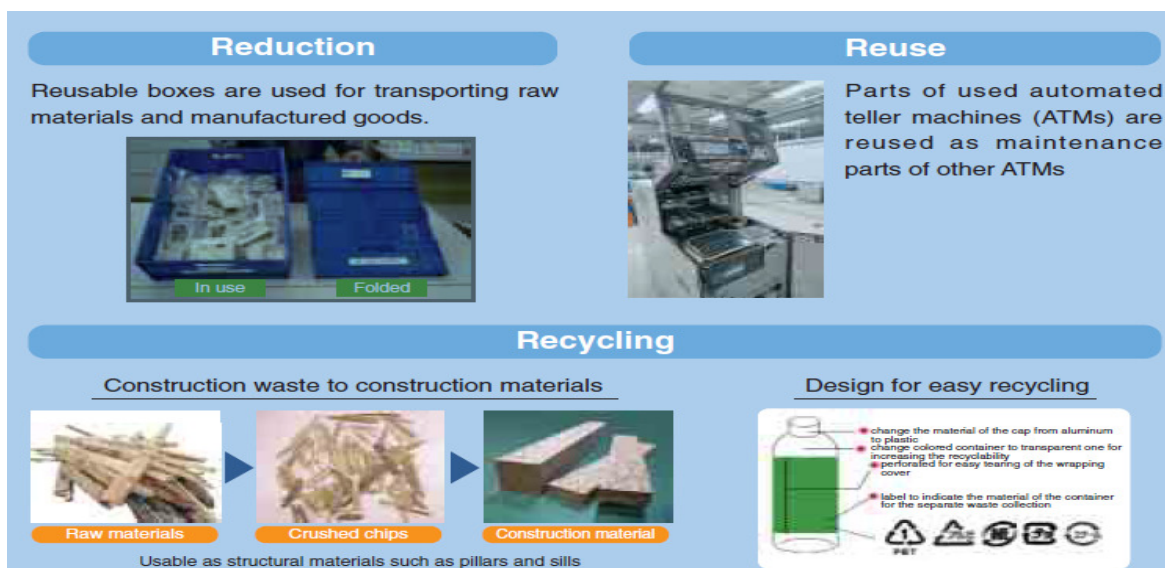 Reduction
Reusable boxes are used for transporting raw
materials and manufactured goods.
In use
Folded
Reuse
Parts of used automated
teller machines (ATMs) are
reused as maintenance
parts of other ATMs
Recycling
Construction waste to construction materials
Raw materials
Crushed chips
Construction material
Usable as structural materials such as pillars and sills
Design for easy recycling
change the material of the cap from aluminum
to plastic
change colored container to transparent one for
increasing the recyclability
perforated for easy tearing of the wrapping
cover
label to indicate the material of the container
for the separate waste collection
1
PET